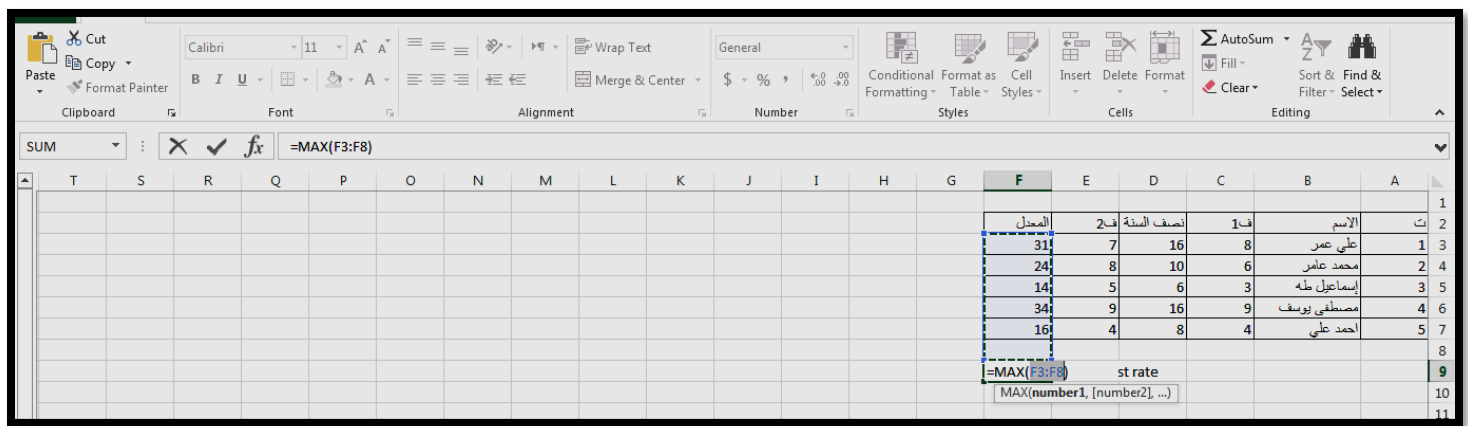 Cut
Copy
Format Painter
Paste
Clipboard
Calibri 11 A A
B I U A
Font
Wrap Text
Merge & Center
Alignment
General
$ % , .0 .00 .00 .0
Number
Conditional Formatting
Format as Table
Cell Styles
Styles
Insert Delete Format
Cells
AutoSum
Fill
Clear
Sort & Filter
Find & Select
Editing
SUM fx =MAX(F3:F8)
T S R Q P O N M L K J I H G F E D C B A
1
2 ت الاسم ف1 نصف السنة ف2 المعدل
3 1 علي عمر 8 16 7 31
4 2 محمد عامر 6 10 8 24
5 3 إسماعيل طه 3 6 5 14
6 4 مصطفى يوسف 9 16 9 34
7 5 احمد علي 4 8 4 16
8
9 =MAX(F3:F8) st rate
10 MAX(number1, [number2], ...)
11